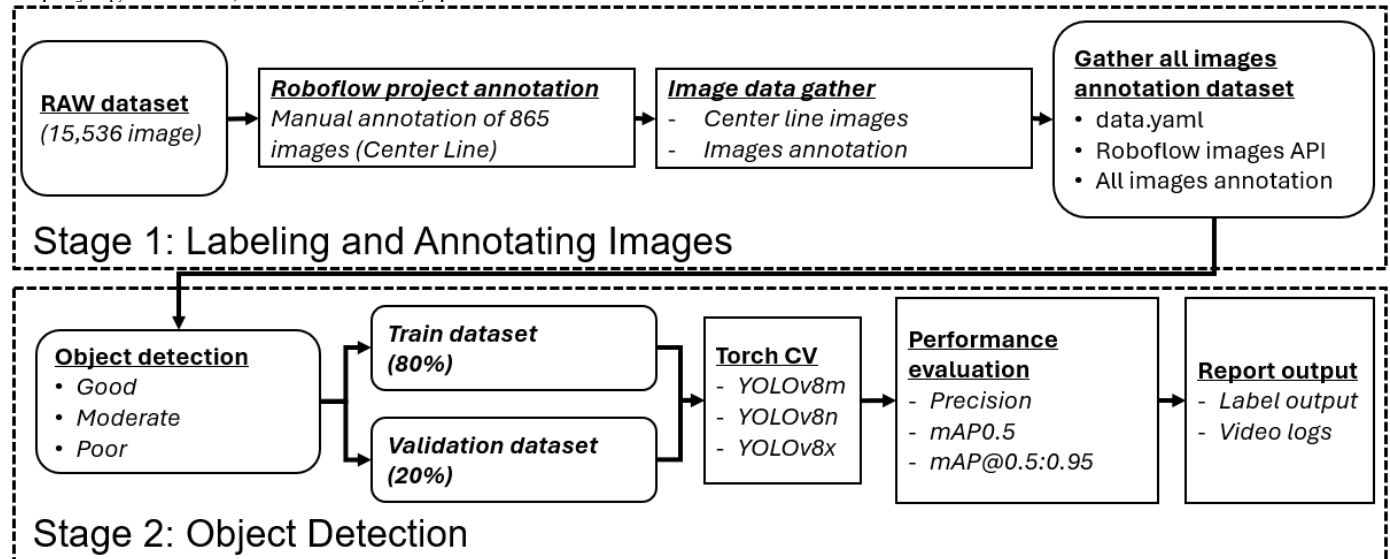 RAW dataset
(15,536 image)
Roboflow project annotation
Manual annotation of 865
images (Center Line)
Image data gather
- Center line images
- Images annotation
Gather all images
annotation dataset
• data.yaml
• Roboflow images API
• All images annotation
Stage 1: Labeling and Annotating Images
Object detection
• Good
• Moderate
• Poor
Train dataset
(80%)
Validation dataset
(20%)
Torch CV
- YOLOv8m
- YOLOv8n
- YOLOv8x
Performance
evaluation
- Precision
- mAP0.5
- mAP@0.5:0.95
Report output
- Label output
- Video logs
Stage 2: Object Detection